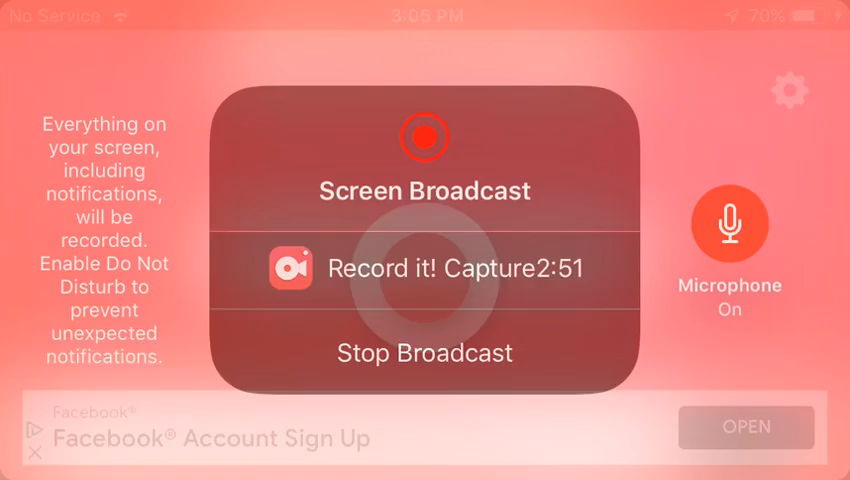 No Service
3:05 PM
70%
Everything on
your screen,
including
notifications,
will be
recorded.
Enable Do Not
Disturb to
prevent
unexpected
notifications.
Screen Broadcast
Record it! Capture2:51
Stop Broadcast
Microphone
On
Facebook®
Facebook® Account Sign Up
OPEN